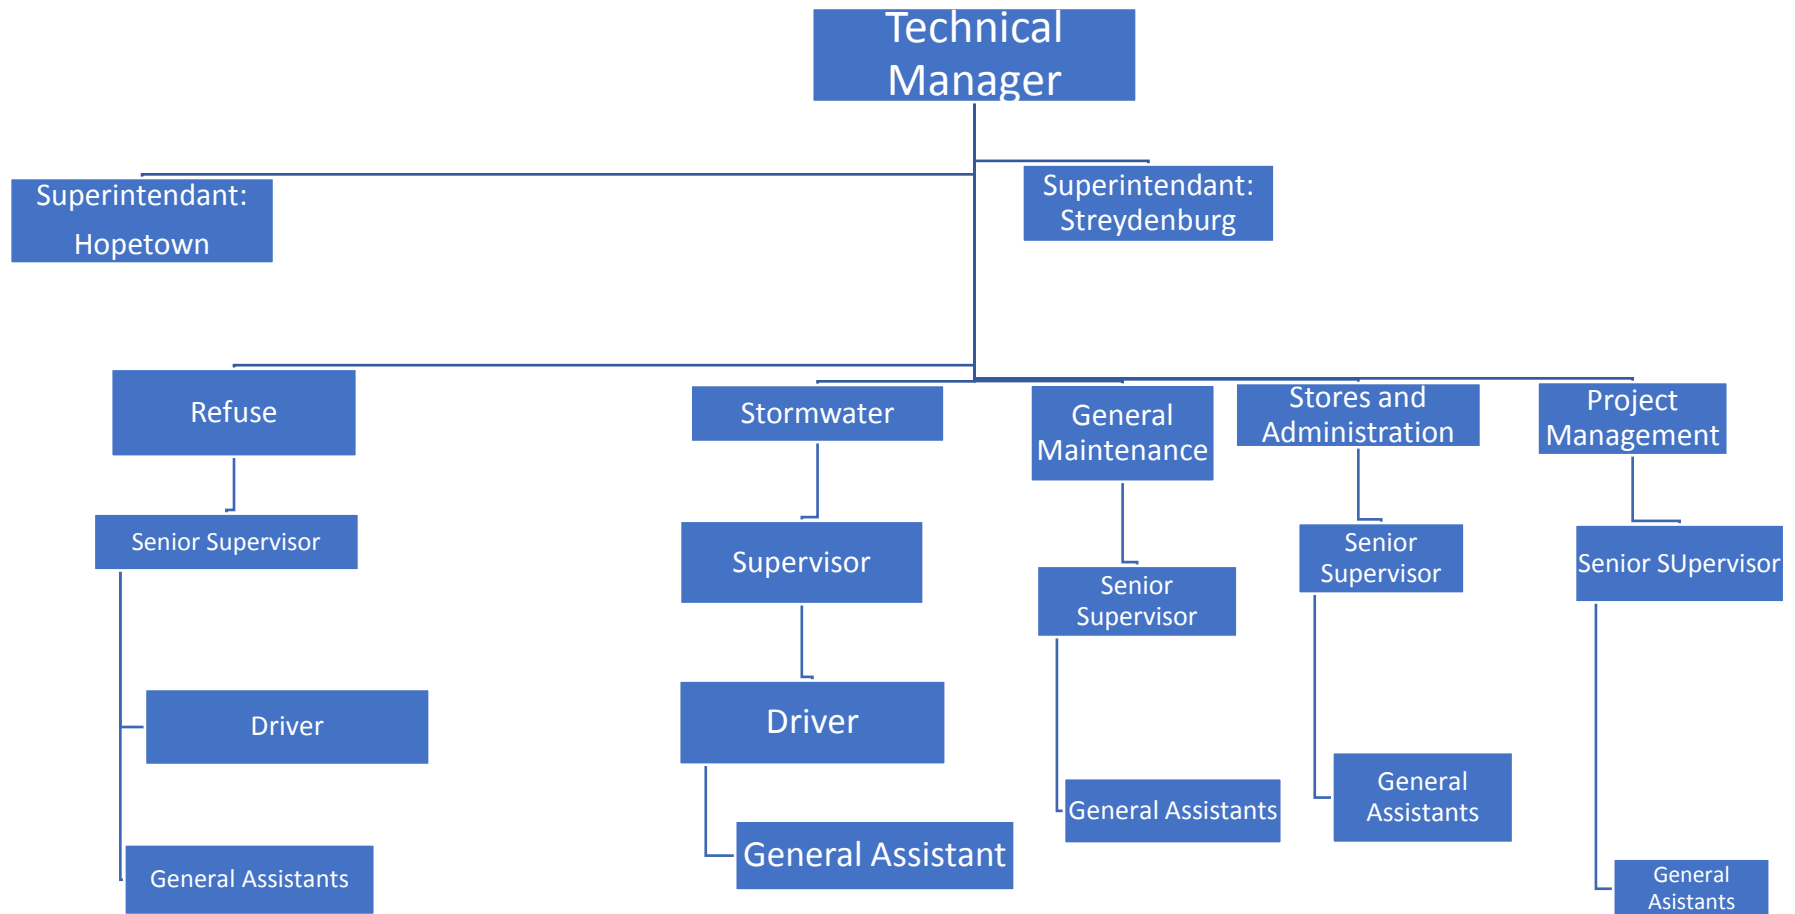 Technical
Manager
Superintendant:
Hopetown
Superintendant:
Streydenburg
Refuse
Stormwater
General
Maintenance
Stores and
Administration
Project
Management
Senior Supervisor
Supervisor
Senior
Supervisor
Senior
Supervisor
Senior SUpervisor
Driver
Driver
General Assistants
General Assistant
General Assistants
General
Assistants
General
Asistants